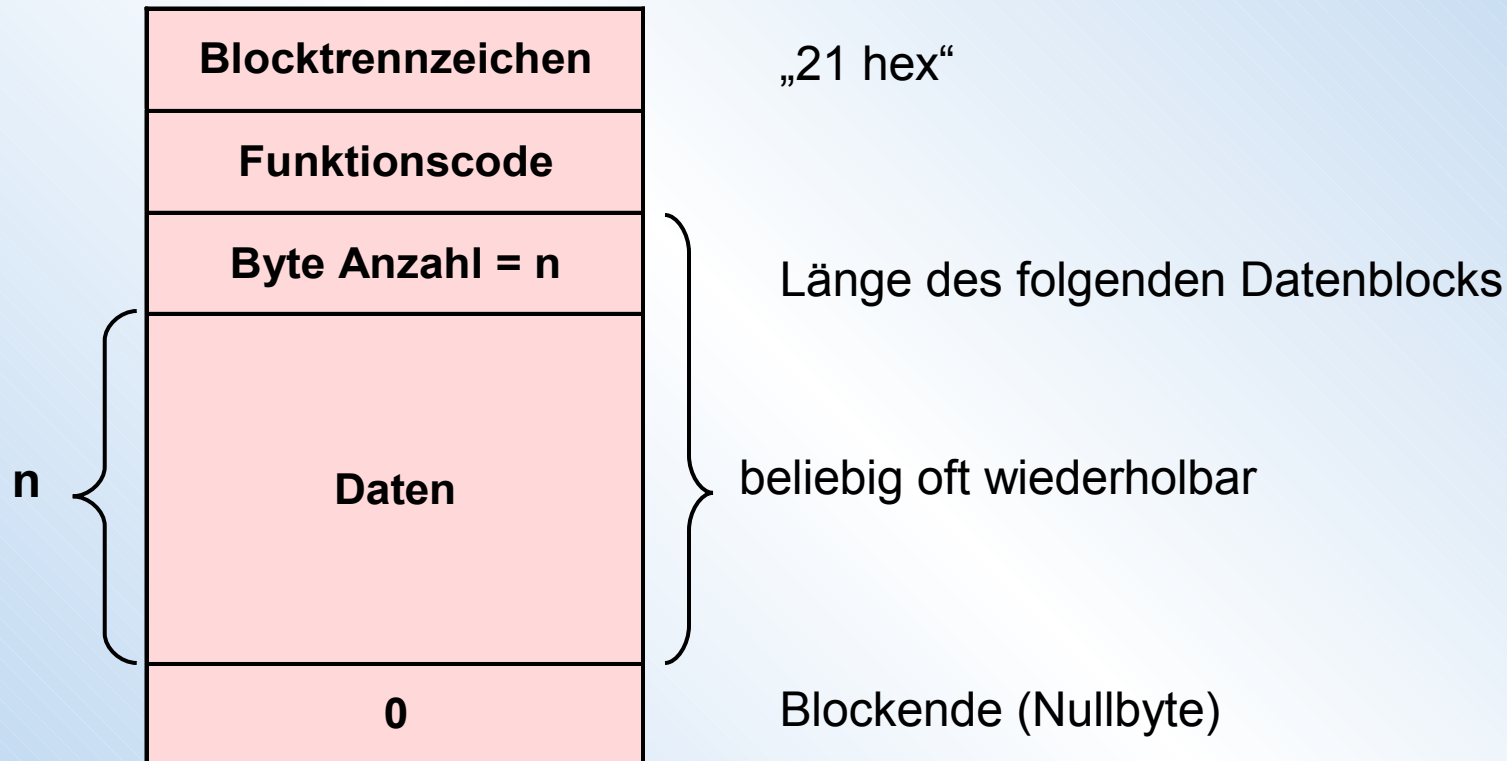 Blocktrennzeichen
„21 hex“
Funktionscode
Byte Anzahl = n
Länge des folgenden Datenblocks
n
Daten
beliebig oft wiederholbar
0
Blockende (Nullbyte)